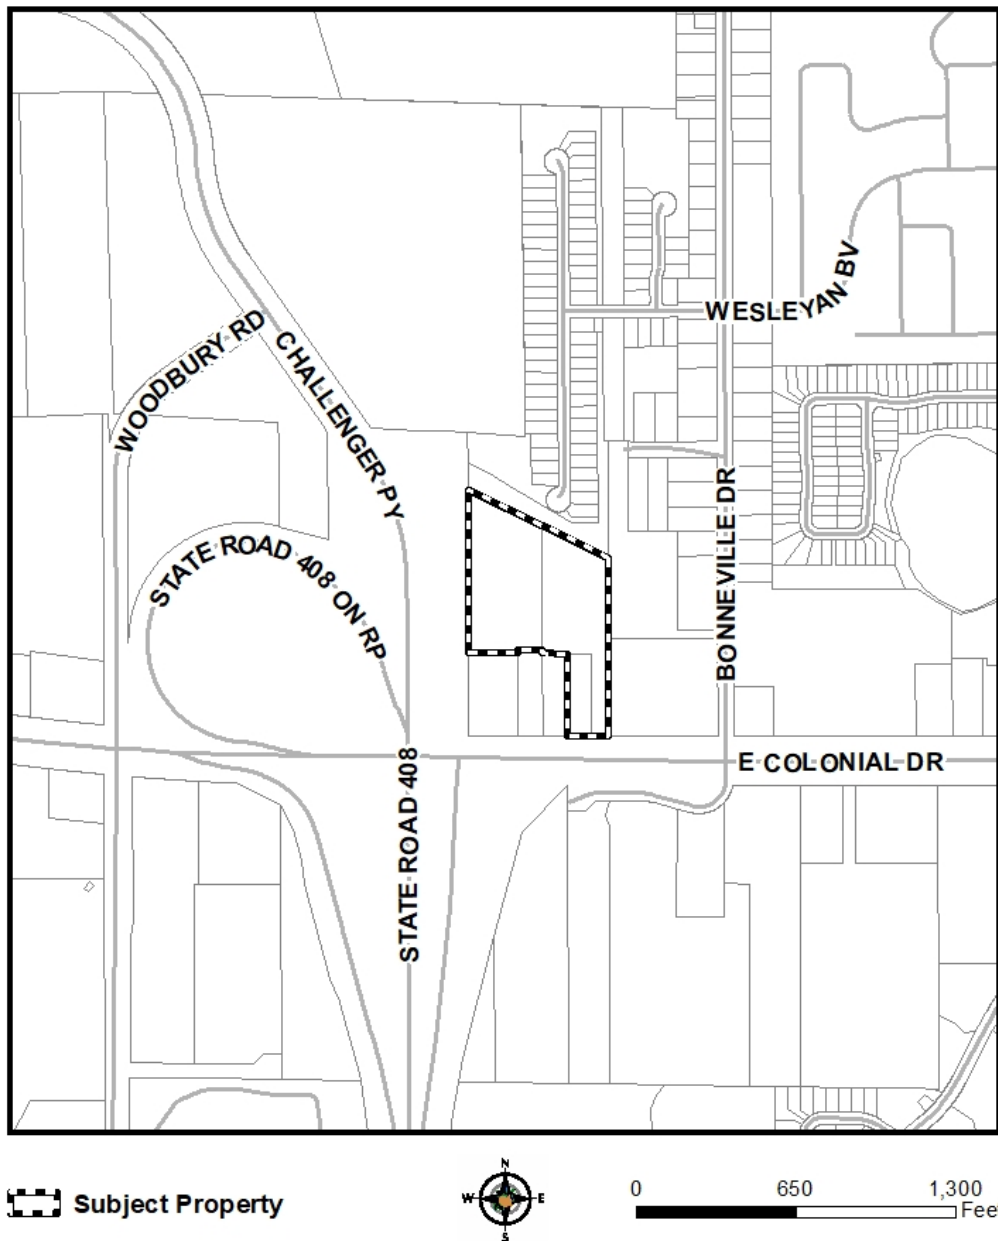 WESLEYAN BV
WOODBURY RD
CHALLENGER PY
BONNEVILLE DR
STATE ROAD 408 ON RP
E COLONIAL DR
STATE ROAD 408
Subject Property
N
W E
S
0 650 1,300
Feet